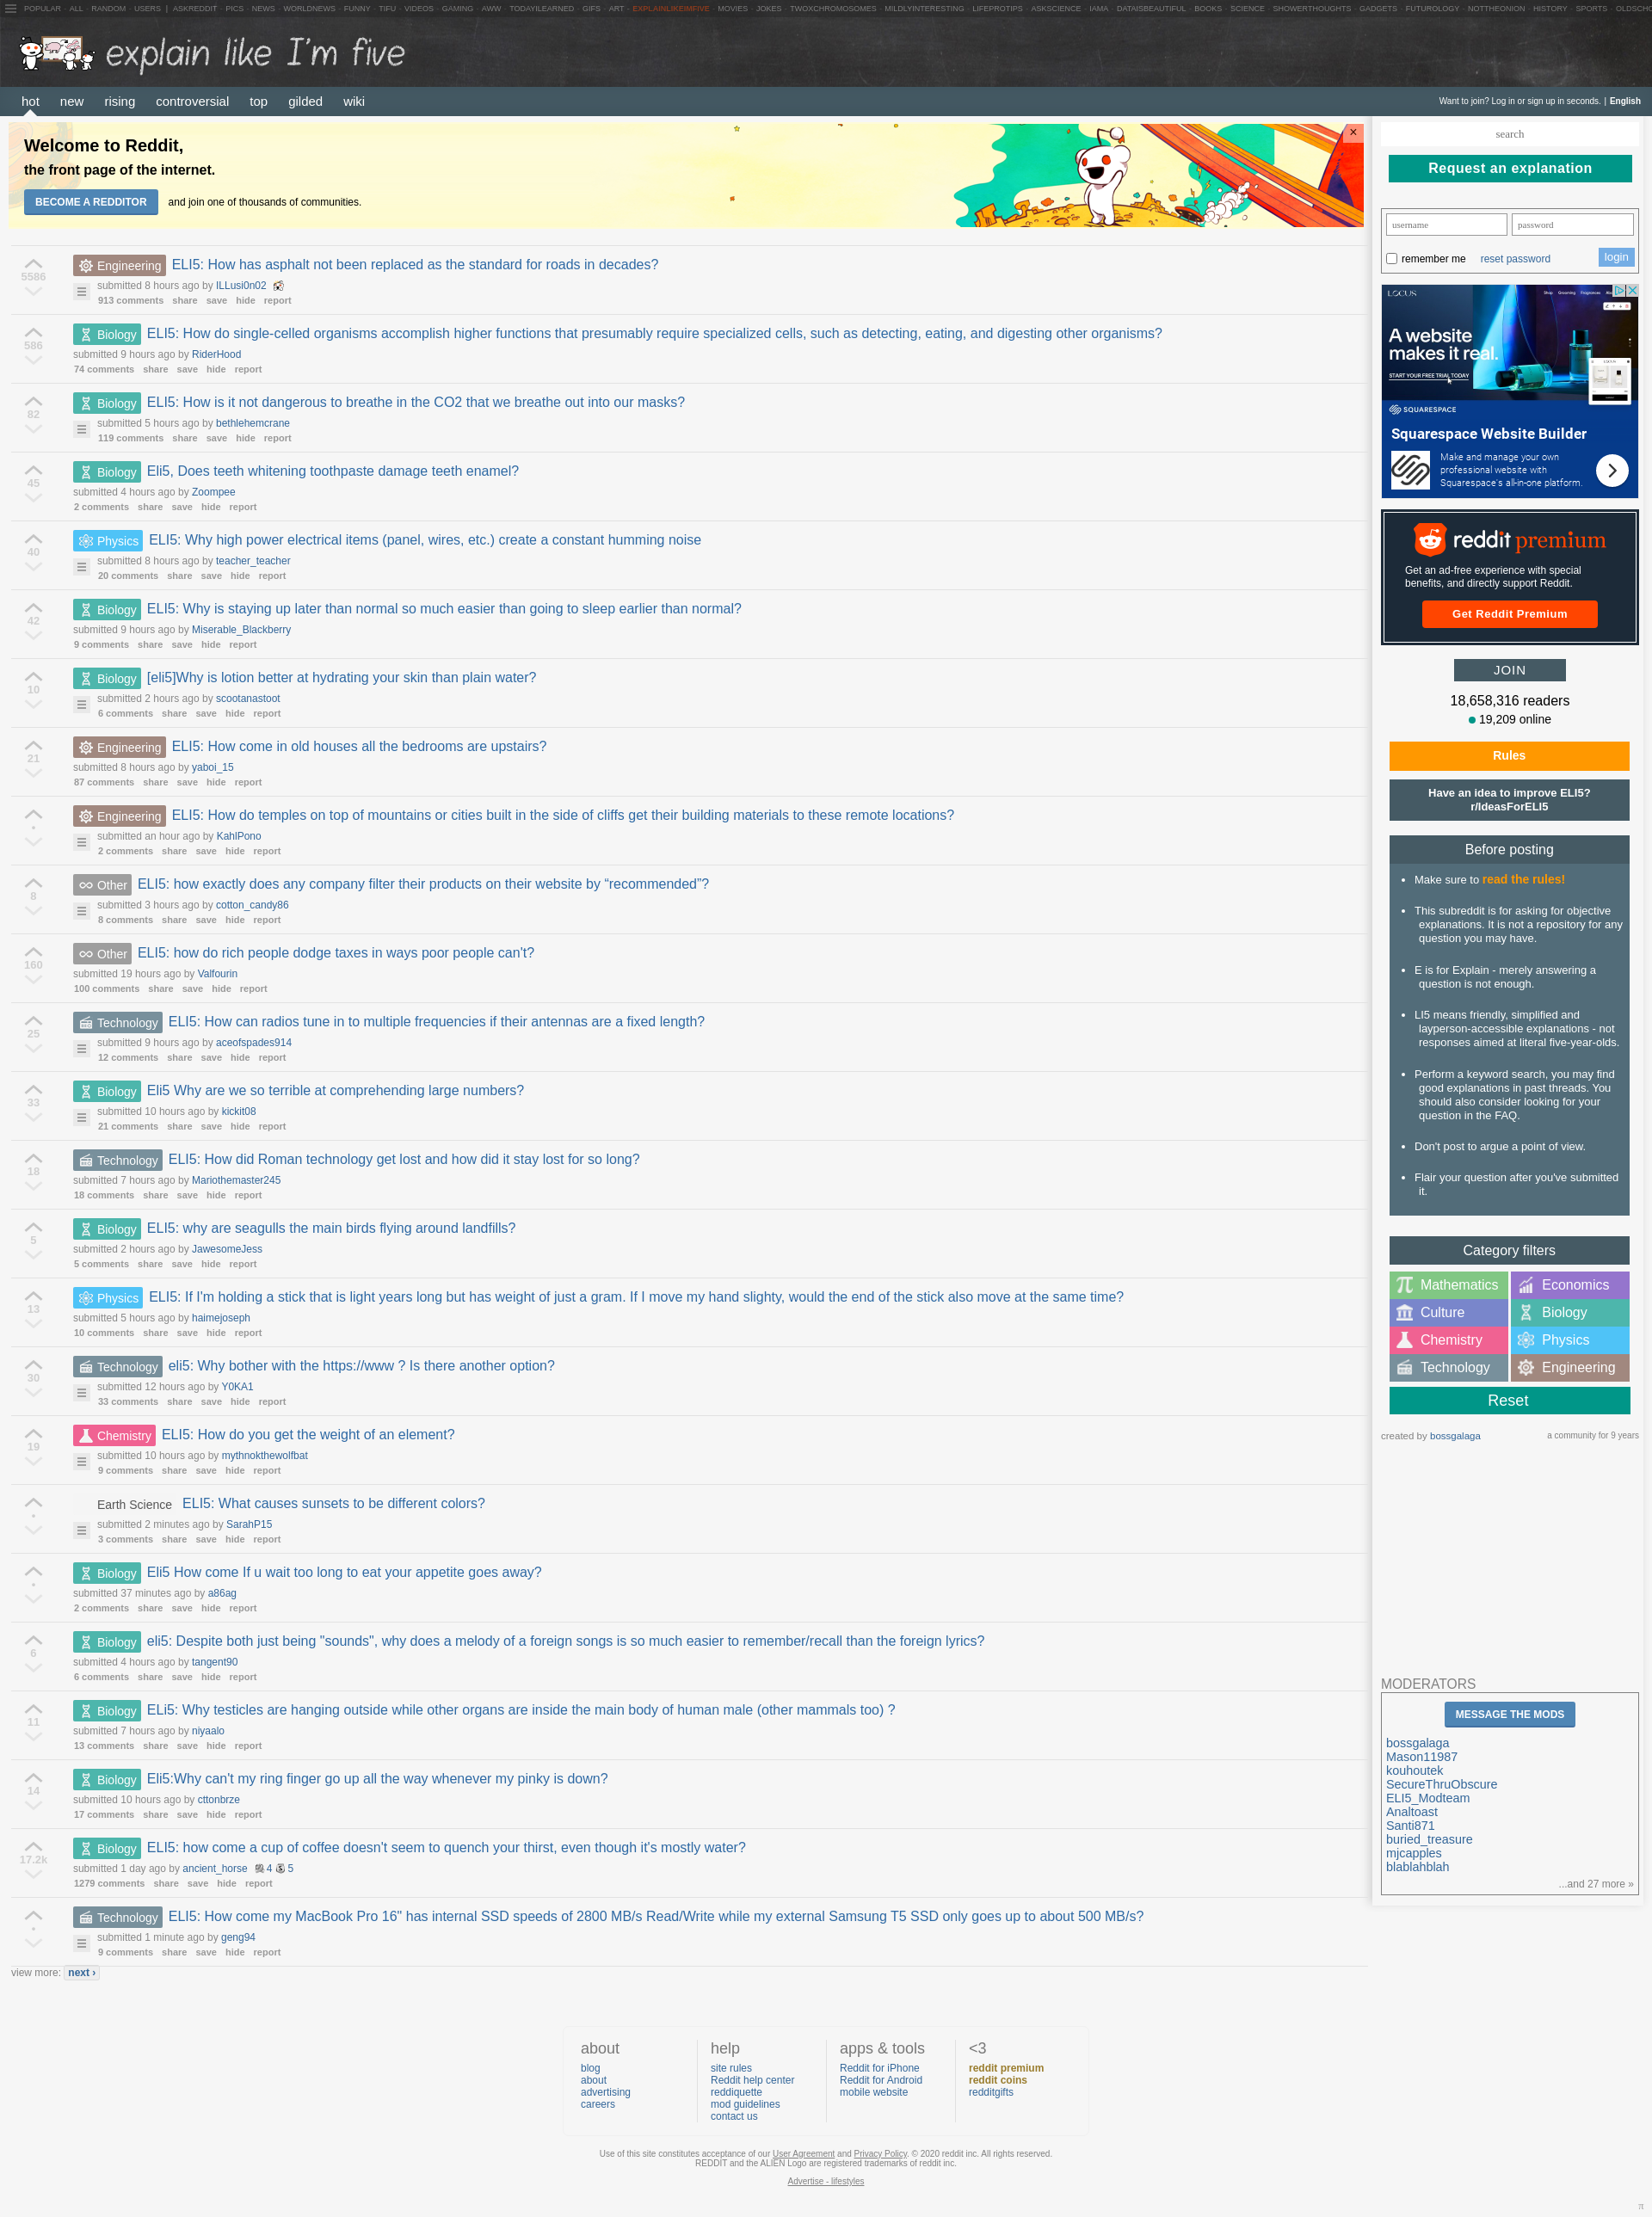 POPULAR - ALL - RANDOM - USERS | ASKREDDIT - PICS - NEWS - WORLDNEWS - FUNNY - TIFU - VIDEOS - GAMING - AWW - TODAYILEARNED - GIFS - ART - EXPLAINLIKEIMFIVE - MOVIES - JOKES - TWOXCHROMOSOMES - MILDLYINTERESTING - LIFEPROTIPS - ASKSCIENCE - IAMA - DATAISBEAUTIFUL - BOOKS - SCIENCE - SHOWERTHOUGHTS - GADGETS - FUTUROLOGY - NOTTHEONION - HISTORY - SPORTS - OLDSCHO
explain like I'm five
hot new rising controversial top gilded wiki
Want to join? Log in or sign up in seconds. | English
Welcome to Reddit,
the front page of the internet.
BECOME A REDDITOR and join one of thousands of communities.
×
5586
Engineering ELI5: How has asphalt not been replaced as the standard for roads in decades?
submitted 8 hours ago by ILLusi0n02
913 comments share save hide report
586
Biology ELI5: How do single-celled organisms accomplish higher functions that presumably require specialized cells, such as detecting, eating, and digesting other organisms?
submitted 9 hours ago by RiderHood
74 comments share save hide report
82
Biology ELI5: How is it not dangerous to breathe in the CO2 that we breathe out into our masks?
submitted 5 hours ago by bethlehemcrane
119 comments share save hide report
45
Biology Eli5, Does teeth whitening toothpaste damage teeth enamel?
submitted 4 hours ago by Zoompee
2 comments share save hide report
40
Physics ELI5: Why high power electrical items (panel, wires, etc.) create a constant humming noise
submitted 8 hours ago by teacher_teacher
20 comments share save hide report
42
Biology ELI5: Why is staying up later than normal so much easier than going to sleep earlier than normal?
submitted 9 hours ago by Miserable_Blackberry
9 comments share save hide report
10
Biology [eli5]Why is lotion better at hydrating your skin than plain water?
submitted 2 hours ago by scootanastoot
6 comments share save hide report
21
Engineering ELI5: How come in old houses all the bedrooms are upstairs?
submitted 8 hours ago by yaboi_15
87 comments share save hide report
•
Engineering ELI5: How do temples on top of mountains or cities built in the side of cliffs get their building materials to these remote locations?
submitted an hour ago by KahlPono
2 comments share save hide report
8
Other ELI5: how exactly does any company filter their products on their website by “recommended”?
submitted 3 hours ago by cotton_candy86
8 comments share save hide report
160
Other ELI5: how do rich people dodge taxes in ways poor people can't?
submitted 19 hours ago by Valfourin
100 comments share save hide report
25
Technology ELI5: How can radios tune in to multiple frequencies if their antennas are a fixed length?
submitted 9 hours ago by aceofspades914
12 comments share save hide report
33
Biology Eli5 Why are we so terrible at comprehending large numbers?
submitted 10 hours ago by kickit08
21 comments share save hide report
18
Technology ELI5: How did Roman technology get lost and how did it stay lost for so long?
submitted 7 hours ago by Mariothemaster245
18 comments share save hide report
5
Biology ELI5: why are seagulls the main birds flying around landfills?
submitted 2 hours ago by JawesomeJess
5 comments share save hide report
13
Physics ELI5: If I'm holding a stick that is light years long but has weight of just a gram. If I move my hand slighty, would the end of the stick also move at the same time?
submitted 5 hours ago by haimejoseph
10 comments share save hide report
30
Technology eli5: Why bother with the https://www ? Is there another option?
submitted 12 hours ago by Y0KA1
33 comments share save hide report
19
Chemistry ELI5: How do you get the weight of an element?
submitted 10 hours ago by mythnokthewolfbat
9 comments share save hide report
•
Earth Science ELI5: What causes sunsets to be different colors?
submitted 2 minutes ago by SarahP15
3 comments share save hide report
•
Biology Eli5 How come If u wait too long to eat your appetite goes away?
submitted 37 minutes ago by a86ag
2 comments share save hide report
6
Biology eli5: Despite both just being "sounds", why does a melody of a foreign songs is so much easier to remember/recall than the foreign lyrics?
submitted 4 hours ago by tangent90
6 comments share save hide report
11
Biology ELi5: Why testicles are hanging outside while other organs are inside the main body of human male (other mammals too) ?
submitted 7 hours ago by niyaalo
13 comments share save hide report
14
Biology Eli5:Why can't my ring finger go up all the way whenever my pinky is down?
submitted 10 hours ago by cttonbrze
17 comments share save hide report
17.2k
Biology ELI5: how come a cup of coffee doesn't seem to quench your thirst, even though it's mostly water?
submitted 1 day ago by ancient_horse 4 5
1279 comments share save hide report
•
Technology ELI5: How come my MacBook Pro 16" has internal SSD speeds of 2800 MB/s Read/Write while my external Samsung T5 SSD only goes up to about 500 MB/s?
submitted 1 minute ago by geng94
9 comments share save hide report
view more: next ›
search
Request an explanation
username password
remember me reset password login
LOCUS
A website
makes it real.
START YOUR FREE TRIAL TODAY
SQUARESPACE
Squarespace Website Builder
Make and manage your own
professional website with
Squarespace's all-in-one platform.
reddit premium
Get an ad-free experience with special
benefits, and directly support Reddit.
Get Reddit Premium
JOIN
18,658,316 readers
19,209 online
Rules
Have an idea to improve ELI5?
r/IdeasForELI5
Before posting
• Make sure to read the rules!
• This subreddit is for asking for objective
explanations. It is not a repository for any
question you may have.
• E is for Explain - merely answering a
question is not enough.
• LI5 means friendly, simplified and
layperson-accessible explanations - not
responses aimed at literal five-year-olds.
• Perform a keyword search, you may find
good explanations in past threads. You
should also consider looking for your
question in the FAQ.
• Don't post to argue a point of view.
• Flair your question after you've submitted
it.
Category filters
Mathematics Economics
Culture Biology
Chemistry Physics
Technology Engineering
Reset
created by bossgalaga a community for 9 years
MODERATORS
MESSAGE THE MODS
bossgalaga
Mason11987
kouhoutek
SecureThruObscure
ELI5_Modteam
Analtoast
Santi871
buried_treasure
mjcapples
blablahblah
...and 27 more »
about
blog
about
advertising
careers
help
site rules
Reddit help center
reddiquette
mod guidelines
contact us
apps & tools
Reddit for iPhone
Reddit for Android
mobile website
<3
reddit premium
reddit coins
redditgifts
Use of this site constitutes acceptance of our User Agreement and Privacy Policy. © 2020 reddit inc. All rights reserved.
REDDIT and the ALIEN Logo are registered trademarks of reddit inc.
Advertise - lifestyles
π